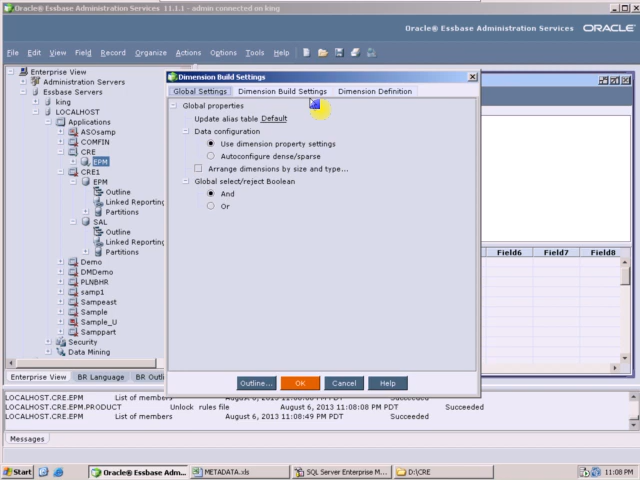 Oracle® Essbase Administration Services 11.1.1 - admin connected on king
Oracle® Essbase Administration Services ORACLE
File Edit View Field Record Organize Actions Options Tools Help
Enterprise View
Administration Servers
Essbase Servers
king
LOCALHOST
Applications
ASOsamp
COMFIN
CRE
EPM
CRE1
EPM
Outline
Linked Reporting
Partitions
SAL
Outline
Linked Reporting
Partitions
Demo
DMDemo
PLNBHR
samp1
Sampeast
Sample
Sample_U
Samppart
Security
Data Mining
Enterprise View BR Language BR Outli
Dimension Build Settings
Global Settings Dimension Build Settings Dimension Definition
Global properties
Update alias table Default
Data configuration
Use dimension property settings
Autoconfigure dense/sparse
Arrange dimensions by size and type...
Global select/reject Boolean
And
Or
Outline... OK Cancel Help
Field6 Field7 Field8
LOCALHOST.CRE.EPM List of members August 6, 2013 PM PDT Succeeded
LOCALHOST.CRE.EPM.PRODUCT Unlock rules file August 6, 2013 11:08:08 PM PDT Succeeded
LOCALHOST.CRE.EPM List of members August 6, 2013 11:08:49 PM PDT Succeeded
Messages
Start Oracle® Essbase Adm... METADATA.xls SQL Server Enterprise M... D:\CRE 11:08 PM